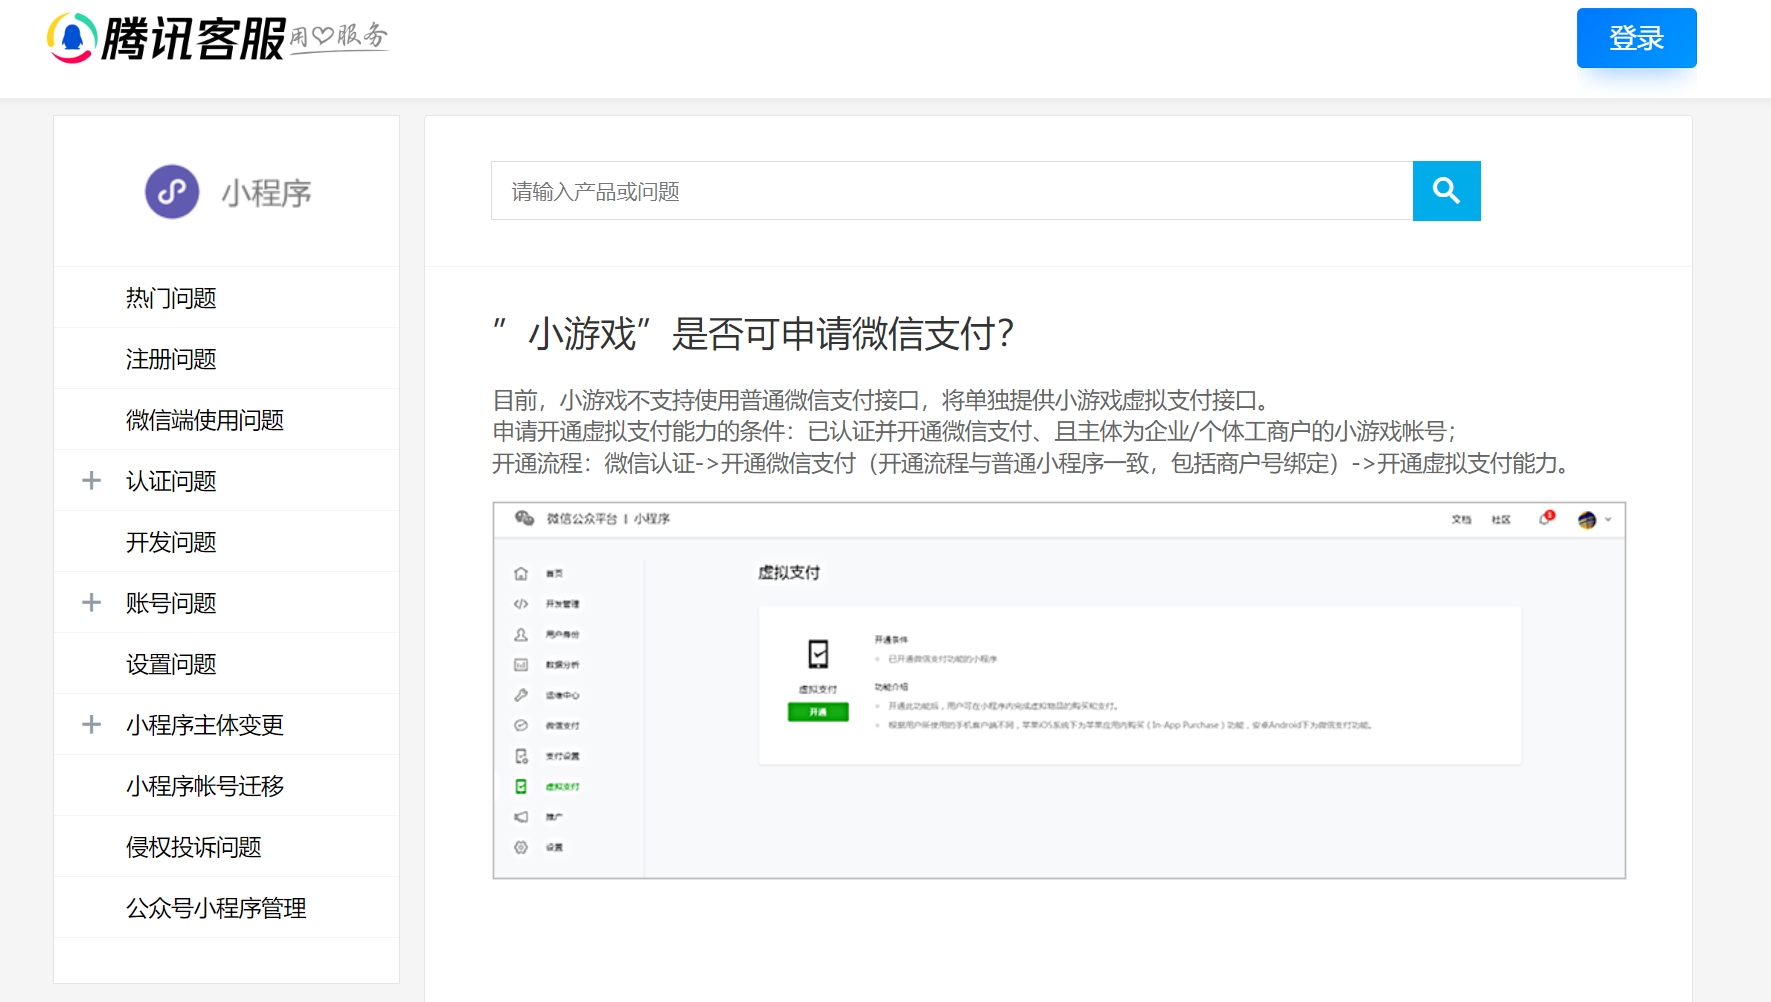 腾讯客服 用♡服务
登录
小程序
请输入产品或问题
热门问题
注册问题
微信端使用问题
+ 认证问题
开发问题
+ 账号问题
设置问题
+ 小程序主体变更
小程序帐号迁移
侵权投诉问题
公众号小程序管理
”小游戏”是否可申请微信支付？
目前，小游戏不支持使用普通微信支付接口，将单独提供小游戏虚拟支付接口。
申请开通虚拟支付能力的条件：已认证并开通微信支付、且主体为企业/个体工商户的小游戏帐号；
开通流程：微信认证->开通微信支付（开通流程与普通小程序一致，包括商户号绑定）->开通虚拟支付能力。
微信公众平台 | 小程序
文档 社区
首页
开发管理
用户身份
数据分析
运维中心
微信支付
支付设置
虚拟支付
推广
设置
虚拟支付
虚拟支付
开通
开通条件
已开通微信支付功能的小程序
功能介绍
开通此功能后，用户可在小程序内完成虚拟物品的购买和支付。
根据用户所使用的手机客户端不同，苹果iOS系统下为苹果应用内购买（In-App Purchase）功能，安卓Android下为微信支付功能。